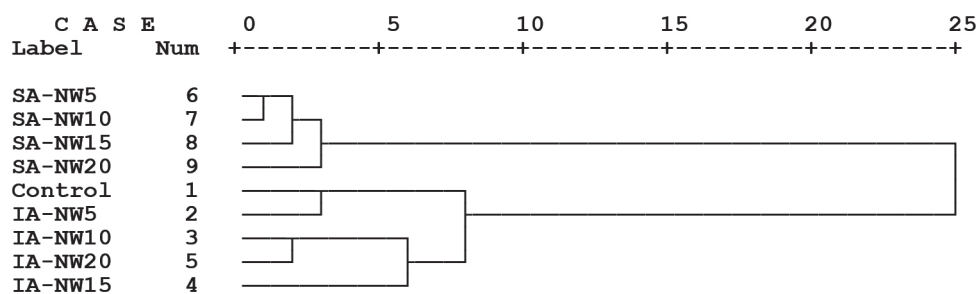 C A S E 0 5 10 15 20 25
Label Num +---------+---------+---------+---------+---------+
SA-NW5 6
SA-NW10 7
SA-NW15 8
SA-NW20 9
Control 1
IA-NW5 2
IA-NW10 3
IA-NW20 5
IA-NW15 4